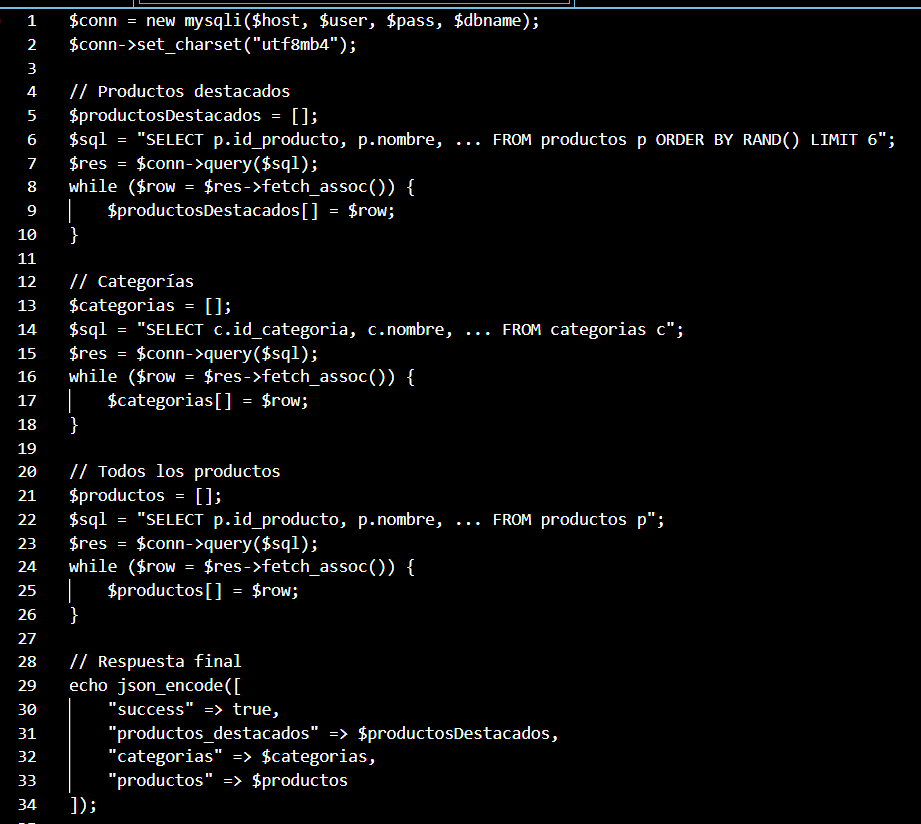 1 $conn = new mysqli($host, $user, $pass, $dbname);
2 $conn->set_charset("utf8mb4");
3
4 // Productos destacados
5 $productosDestacados = [];
6 $sql = "SELECT p.id_producto, p.nombre, ... FROM productos p ORDER BY RAND() LIMIT 6";
7 $res = $conn->query($sql);
8 while ($row = $res->fetch_assoc()) {
9     $productosDestacados[] = $row;
10 }
11
12 // Categorías
13 $categorias = [];
14 $sql = "SELECT c.id_categoria, c.nombre, ... FROM categorias c";
15 $res = $conn->query($sql);
16 while ($row = $res->fetch_assoc()) {
17     $categorias[] = $row;
18 }
19
20 // Todos los productos
21 $productos = [];
22 $sql = "SELECT p.id_producto, p.nombre, ... FROM productos p";
23 $res = $conn->query($sql);
24 while ($row = $res->fetch_assoc()) {
25     $productos[] = $row;
26 }
27
28 // Respuesta final
29 echo json_encode([
30     "success" => true,
31     "productos_destacados" => $productosDestacados,
32     "categorias" => $categorias,
33     "productos" => $productos
34 ]);